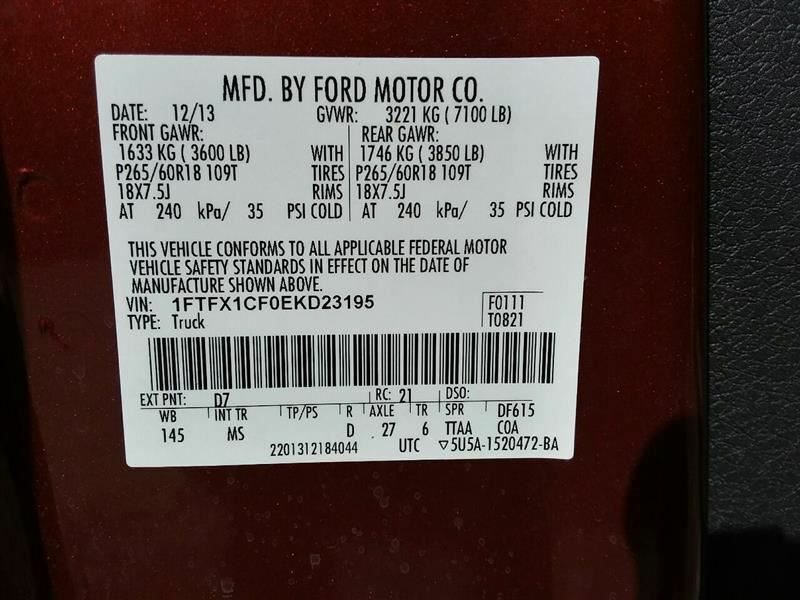 MFD. BY FORD MOTOR CO.
DATE: 12/13 GVWR: 3221 KG ( 7100 LB)
FRONT GAWR: REAR GAWR:
1633 KG ( 3600 LB) WITH 1746 KG ( 3850 LB) WITH
P265/60R18 109T TIRES P265/60R18 109T TIRES
18X7.5J RIMS 18X7.5J RIMS
AT 240 kPa/ 35 PSI COLD AT 240 kPa/ 35 PSI COLD
THIS VEHICLE CONFORMS TO ALL APPLICABLE FEDERAL MOTOR
VEHICLE SAFETY STANDARDS IN EFFECT ON THE DATE OF
MANUFACTURE SHOWN ABOVE.
VIN: 1FTFX1CF0EKD23195 F0111
TYPE: Truck T0821
EXT PNT: D7 RC: 21 DSO:
WB INT TR TP/PS R AXLE TR SPR DF615
145 MS D 27 6 TTAA COA
2201312184044 UTC ▽5U5A-1520472-BA